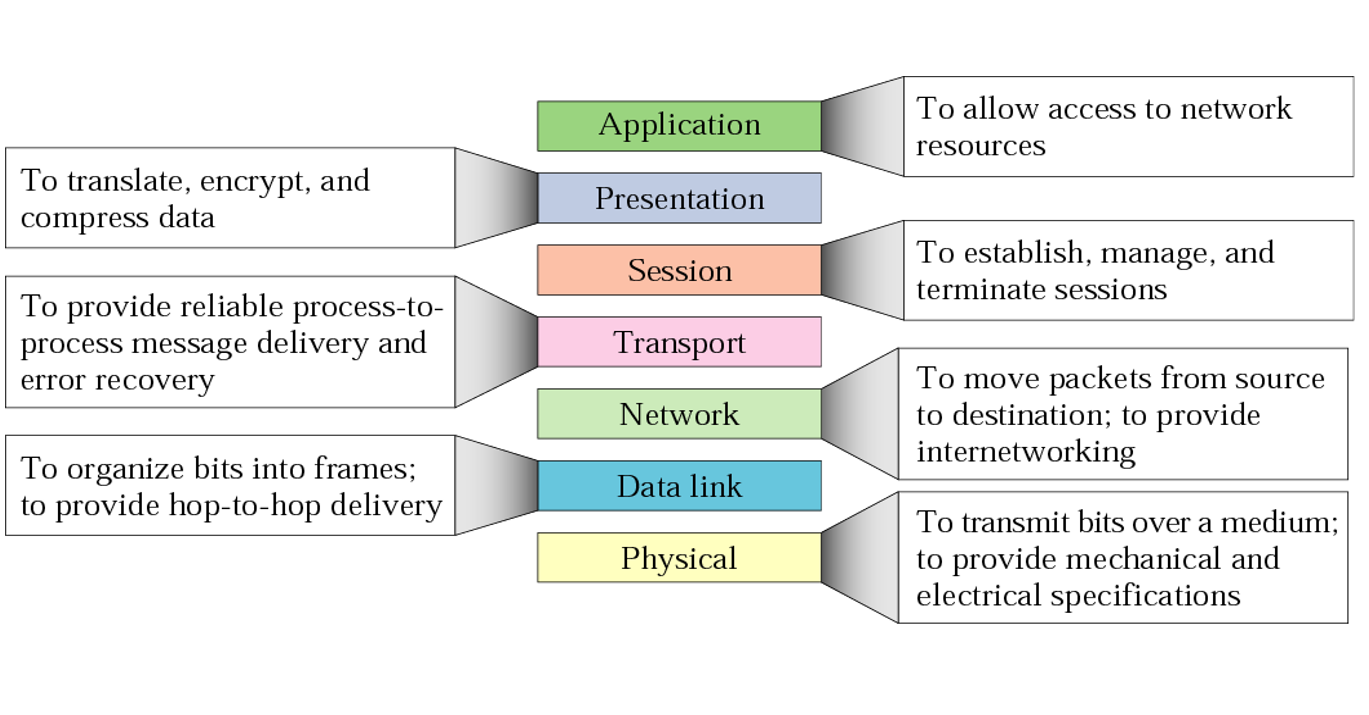 Application
To allow access to network
resources
To translate, encrypt, and
compress data
Presentation
Session
To establish, manage, and
terminate sessions
To provide reliable process-to-
process message delivery and
error recovery
Transport
Network
To move packets from source
to destination; to provide
internetworking
To organize bits into frames;
to provide hop-to-hop delivery
Data link
Physical
To transmit bits over a medium;
to provide mechanical and
electrical specifications